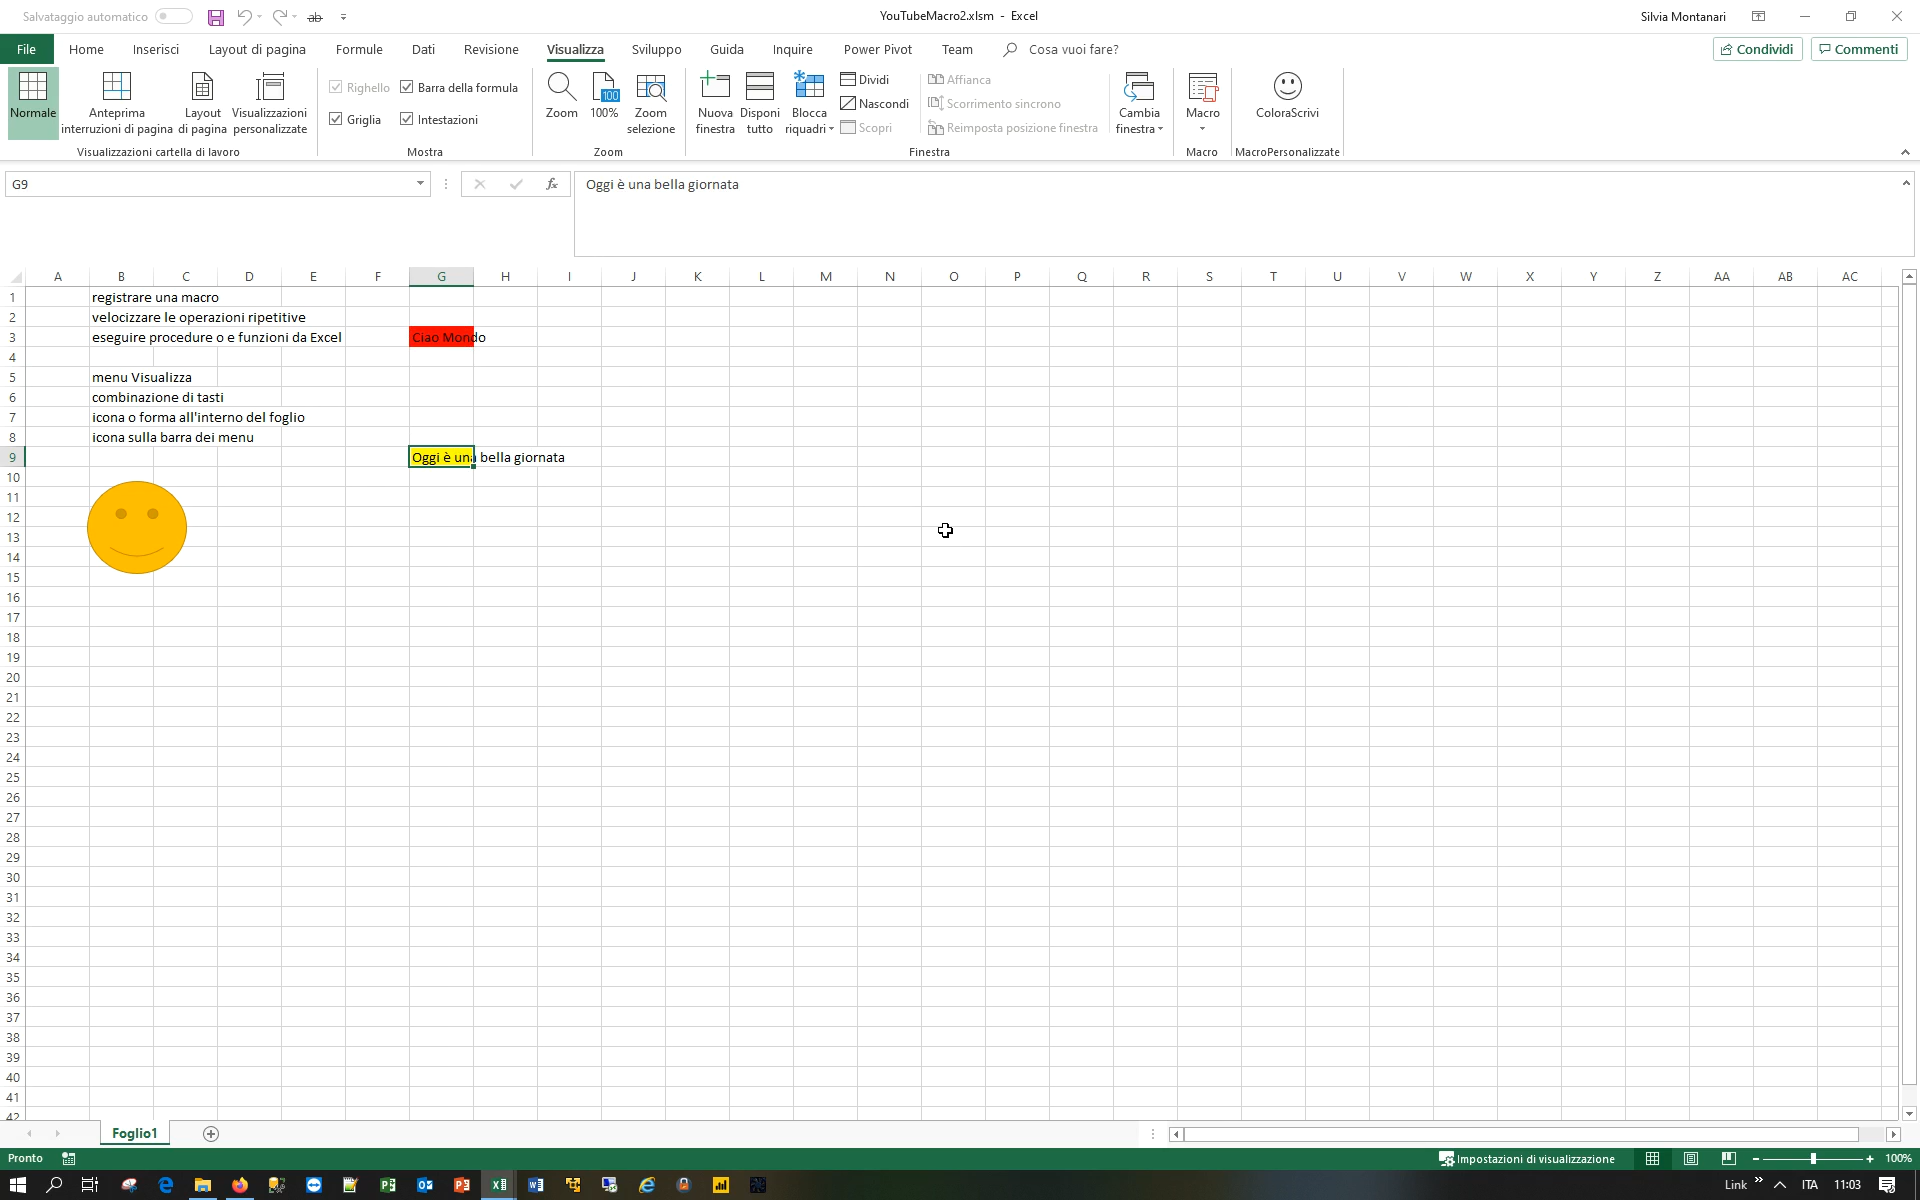 Salvataggio automatico
ab
YouTubeMacro2.xlsm - Excel
Silvia Montanari
File Home Inserisci Layout di pagina Formule Dati Revisione Visualizza Sviluppo Guida Inquire Power Pivot Team Cosa vuoi fare?
Condividi Commenti
Normale
Anteprima interruzioni di pagina
Layout di pagina
Visualizzazioni personalizzate
Visualizzazioni cartella di lavoro
Righello
Barra della formula
Griglia
Intestazioni
Mostra
Zoom
100
100%
Zoom selezione
Zoom
Nuova finestra
Disponi tutto
Blocca riquadri
Dividi
Nascondi
Scopri
Affianca
Scorrimento sincrono
Reimposta posizione finestra
Cambia finestra
Finestra
Macro
Macro
ColoraScrivi
MacroPersonalizzate
G9
fx
Oggi è una bella giornata
A B C D E F G H I J K L M N O P Q R S T U V W X Y Z AA AB AC
1 registrare una macro
2 velocizzare le operazioni ripetitive
3 eseguire procedure o e funzioni da Excel Ciao Mondo
4
5 menu Visualizza
6 combinazione di tasti
7 icona o forma all'interno del foglio
8 icona sulla barra dei menu
9 Oggi è una bella giornata
10
11
12
13
14
15
16
17
18
19
20
21
22
23
24
25
26
27
28
29
30
31
32
33
34
35
36
37
38
39
40
41
42
Foglio1
Pronto
Impostazioni di visualizzazione
100%
Link
ITA
11:03